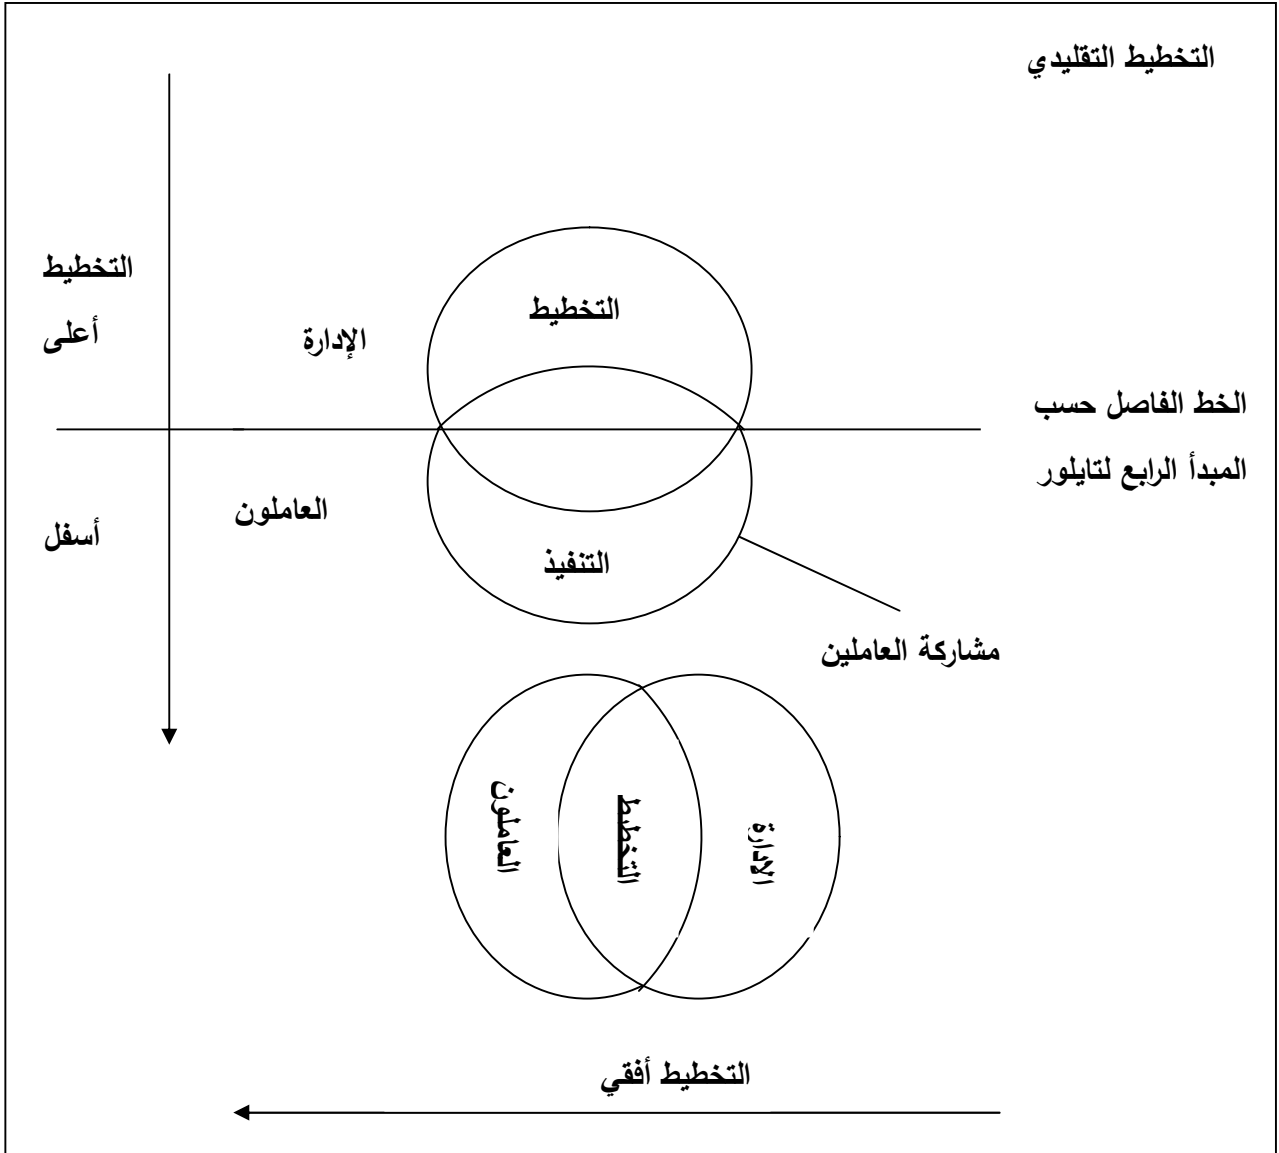 التخطيط التقليدي
التخطيط
أعلى
الإدارة
التخطيط
الخط الفاصل حسب
المبدأ الرابع لتايلور
العاملون
أسفل
التنفيذ
مشاركة العاملين
الادارة
التخطيط
العاملون
التخطيط أفقي